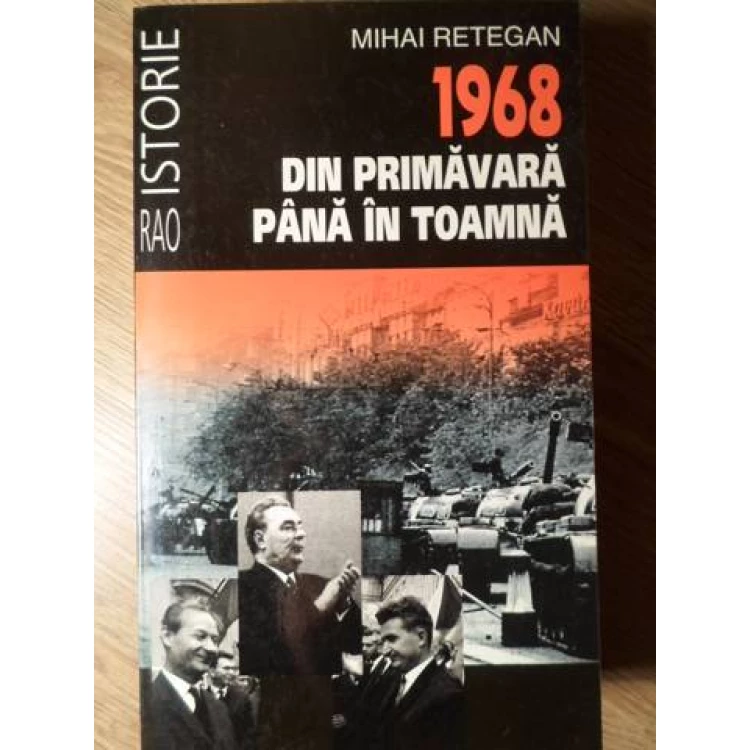 RAO ISTORIE
MIHAI RETEGAN
1968
DIN PRIMĂVARĂ
PÂNĂ ÎN TOAMNĂ